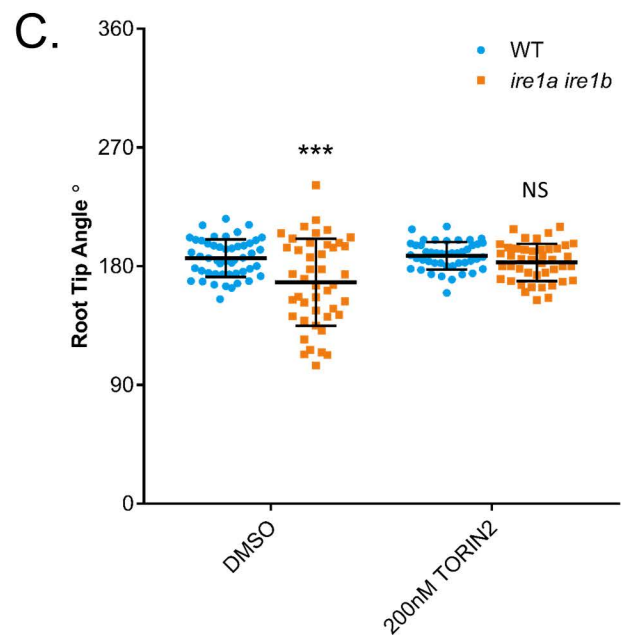 C.
360
270
180
90
0
Root Tip Angle °
WT
ire1a ire1b
***
NS
DMSO
200nM TORIN2